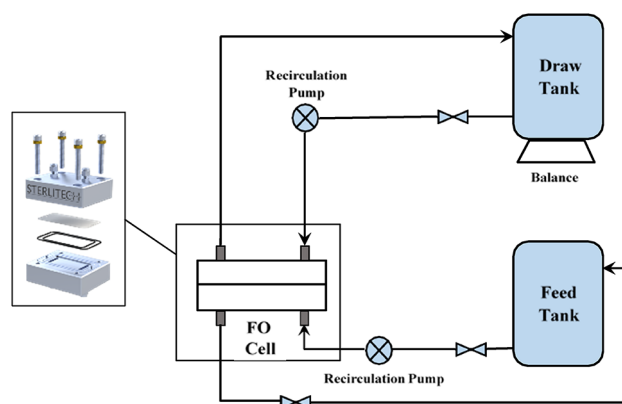 Draw
Tank
Recirculation
Pump
Balance
STERLITECH
Feed
Tank
FO
Cell
Recirculation Pump